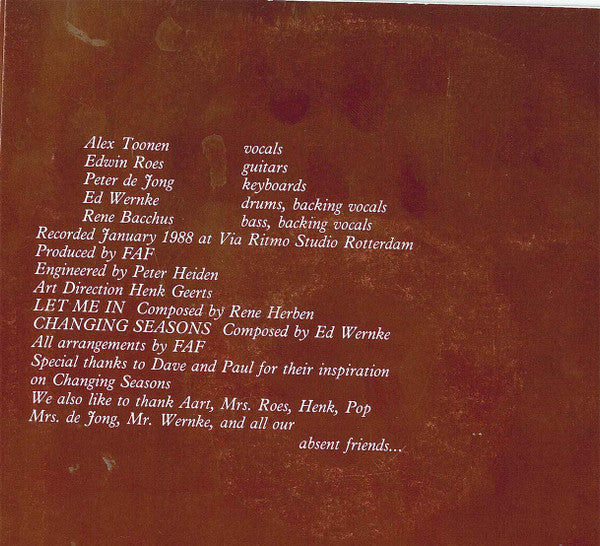 Alex Toonen vocals
Edwin Roes guitars
Peter de Jong keyboards
Ed Wernke drums, backing vocals
Rene Bacchus bass, backing vocals
Recorded January 1988 at Via Ritmo Studio Rotterdam
Produced by FAF
Engineered by Peter Heiden
Art Direction Henk Geerts
LET ME IN Composed by Rene Herben
CHANGING SEASONS Composed by Ed Wernke
All arrangements by FAF
Special thanks to Dave and Paul for their inspiration
on Changing Seasons
We also like to thank Aart, Mrs. Roes, Henk, Pop
Mrs. de Jong, Mr. Wernke, and all our
absent friends...